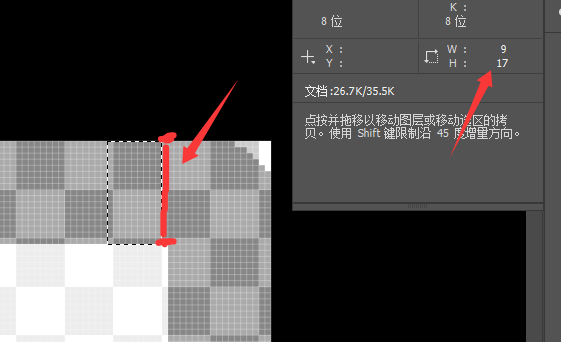 K :
8 位
8 位
X :
Y :
W : 9
H : 17
文档:26.7K/35.5K
点按并拖移以移动图层或移动选区的拷
贝。使用 Shift 键限制沿 45 度增量方向。